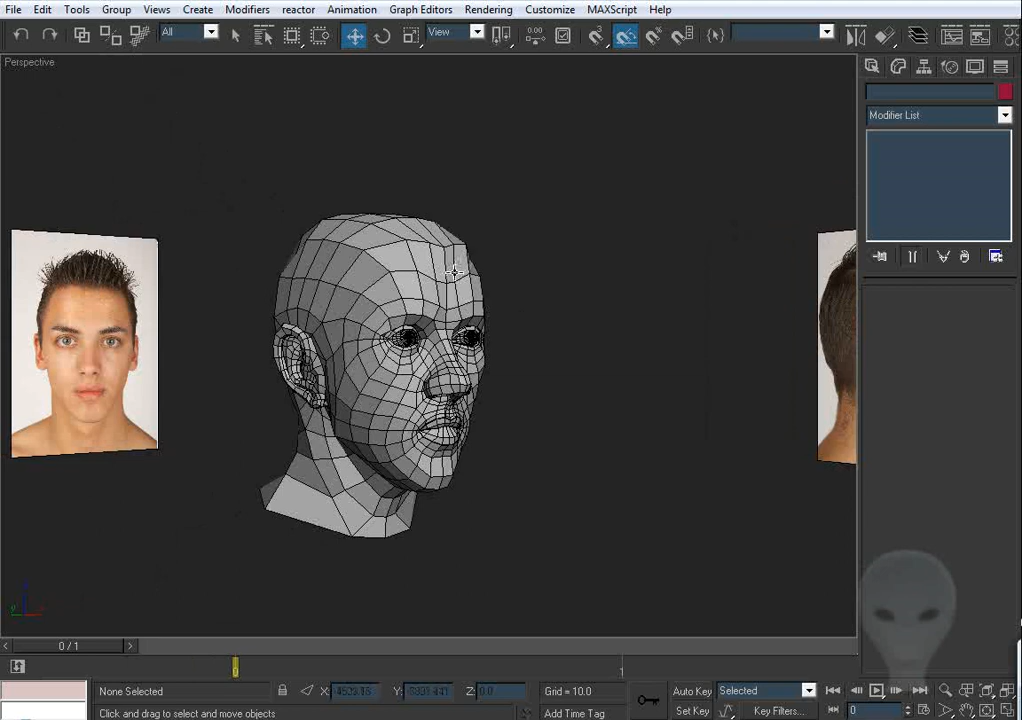 File Edit Tools Group Views Create Modifiers reactor Animation Graph Editors Rendering Customize MAXScript Help
All View
Perspective
Modifier List
0 / 1
None Selected X: Y: Z: 0.0 Grid = 10.0 Auto Key Selected
Click and drag to select and move objects Add Time Tag Set Key Key Filters... 0